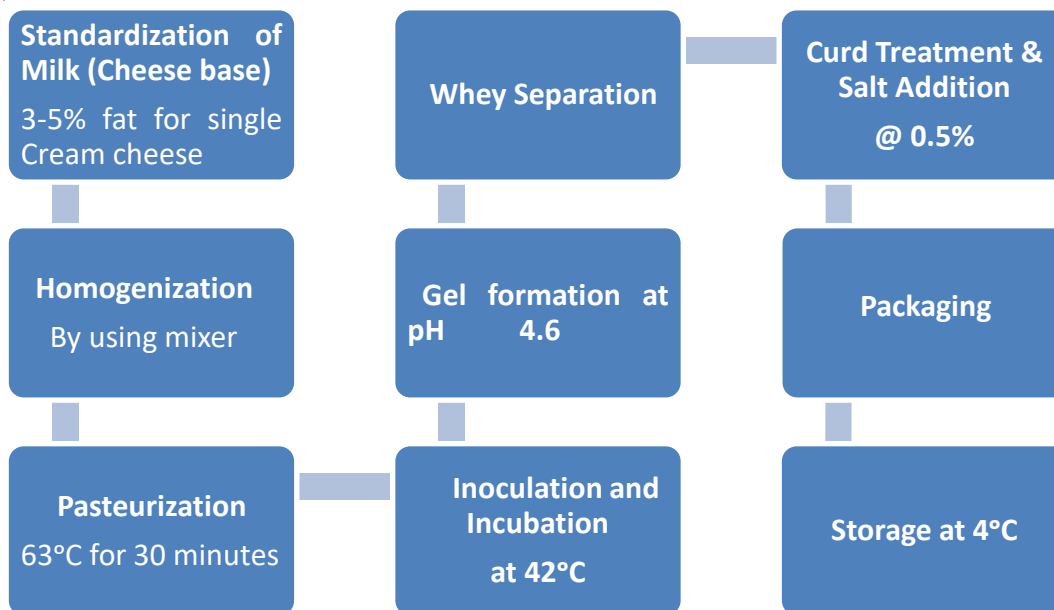 Standardization of
Milk (Cheese base)
3-5% fat for single
Cream cheese
Homogenization
By using mixer
Pasteurization
63°C for 30 minutes
Inoculation and
Incubation
at 42°C
Gel formation at
pH 4.6
Whey Separation
Curd Treatment &
Salt Addition
@ 0.5%
Packaging
Storage at 4°C